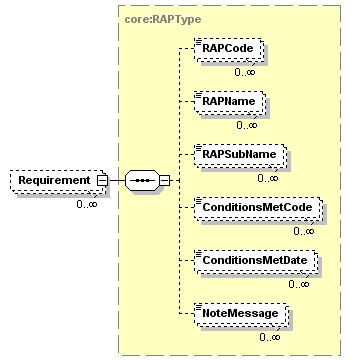 core:RAPType
RAPCode
0..∞
RAPName
0..∞
RAPSubName
0..∞
Requirement
0..∞
ConditionsMetCode
0..∞
ConditionsMetDate
0..∞
NoteMessage
0..∞